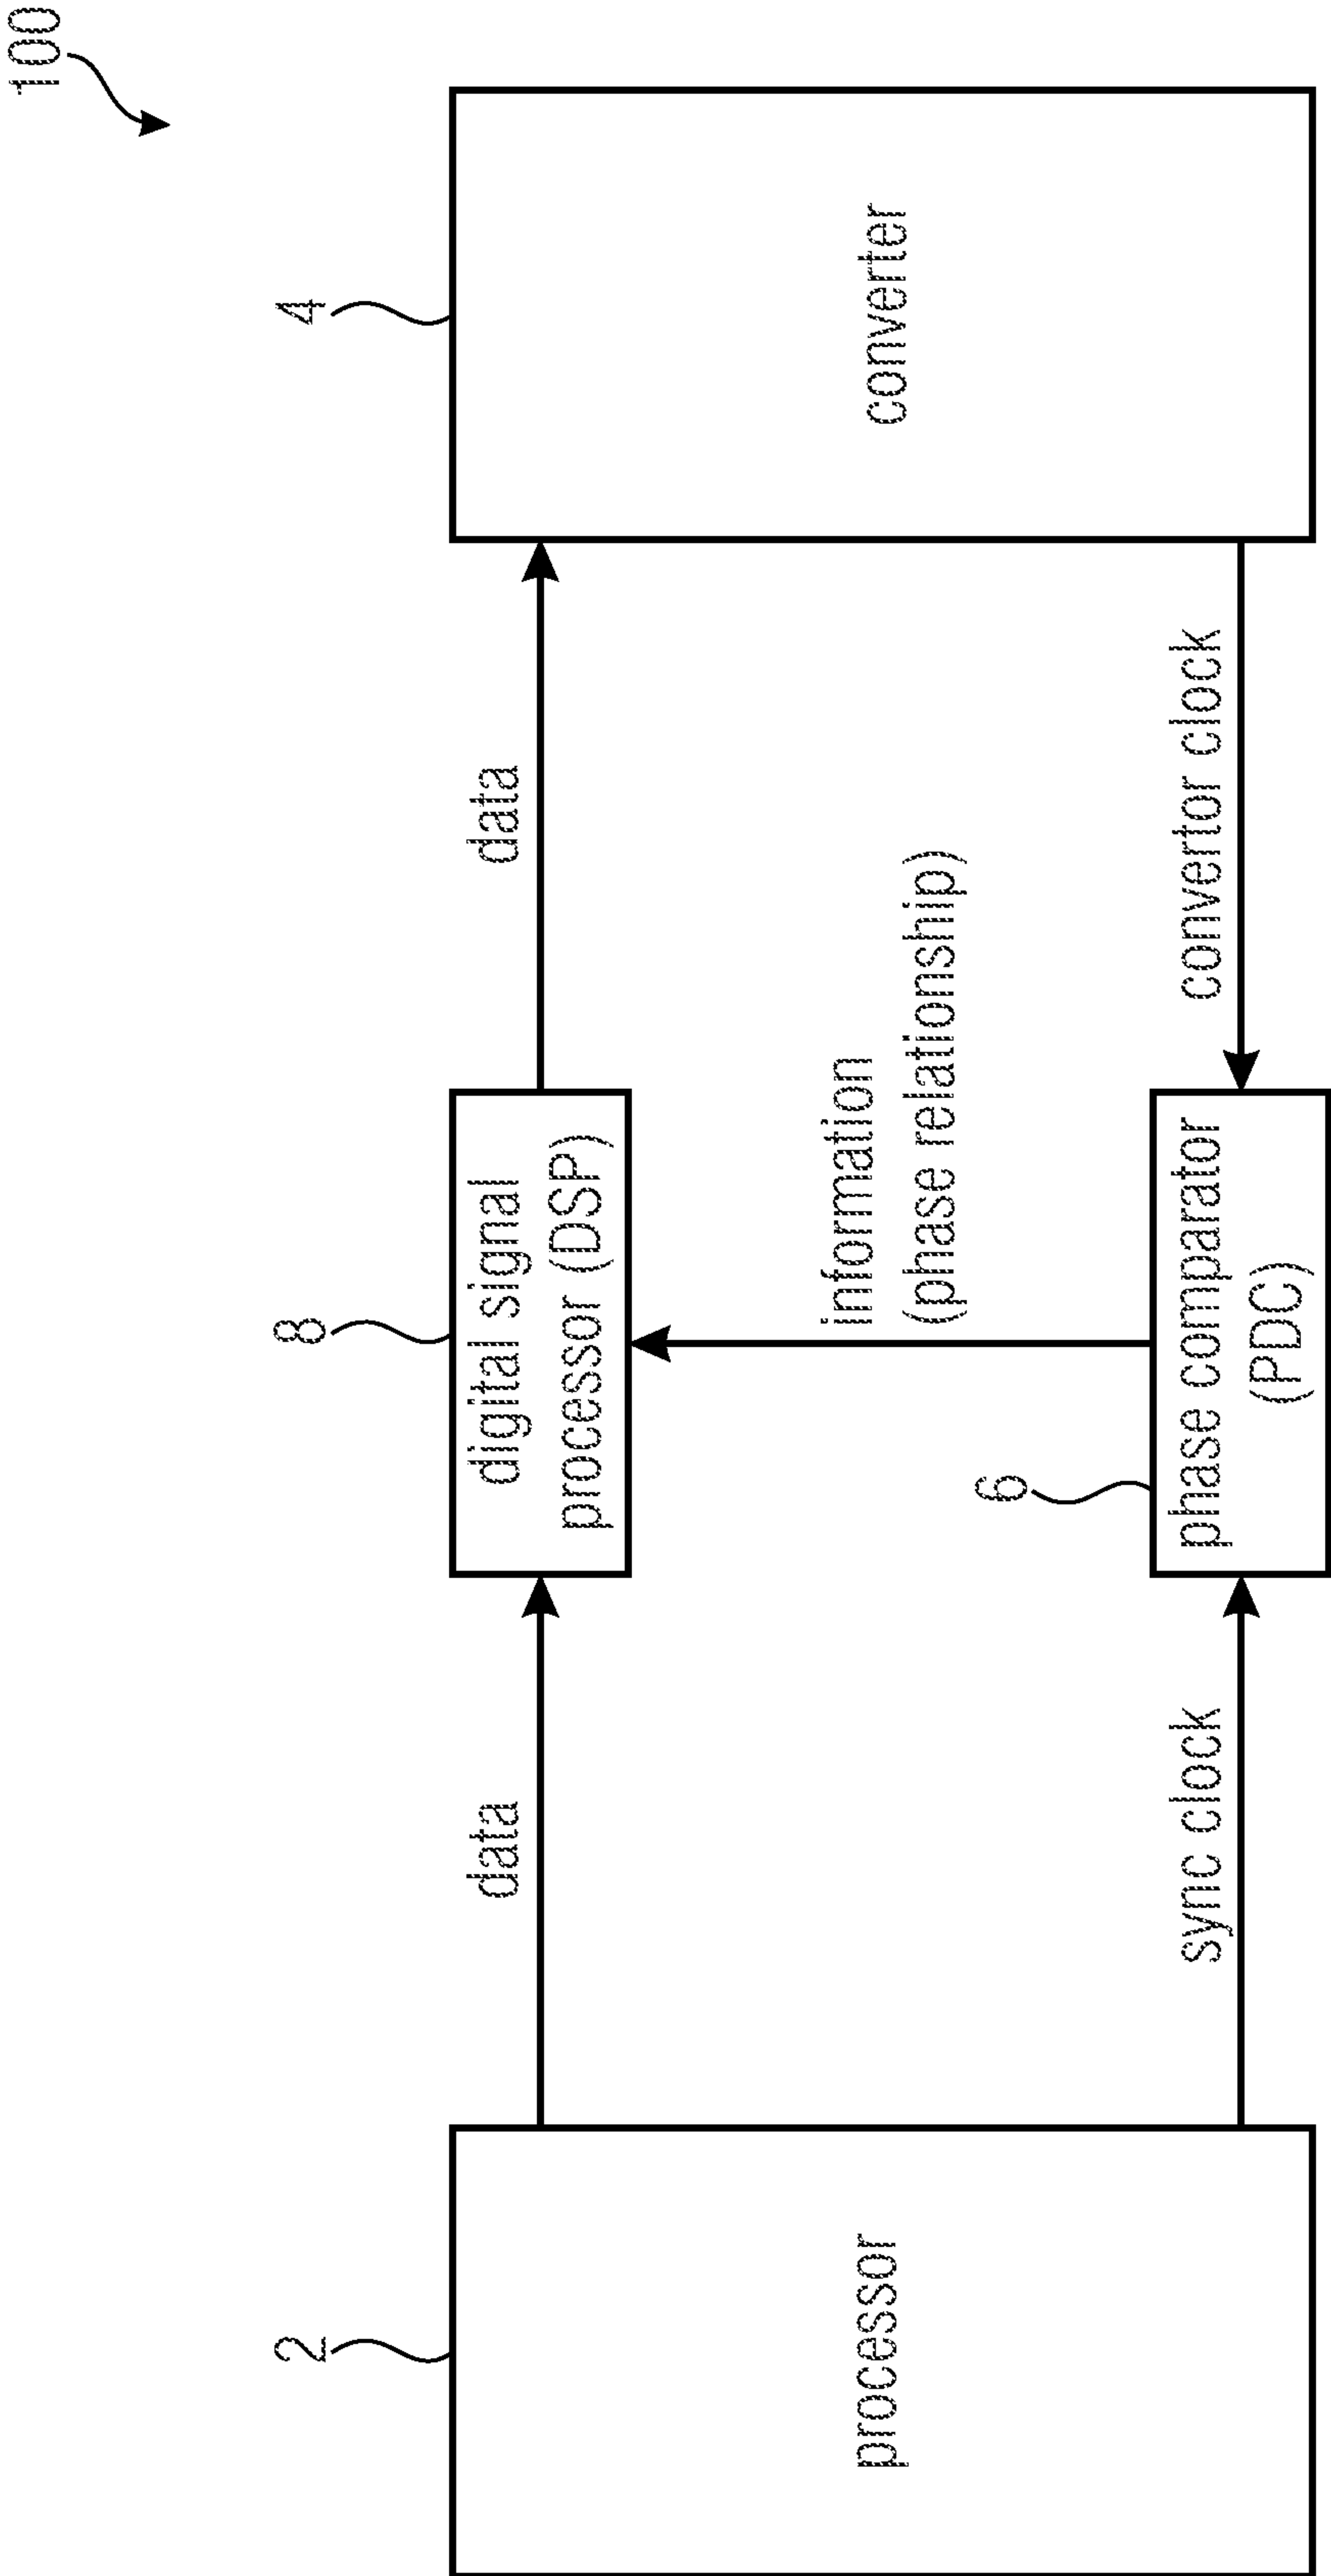 100
2
8
4
processor
data
digital signal
processor (DSP)
data
converter
information
(phase relationship)
6
sync clock
phase comparator
(PDC)
convertor clock